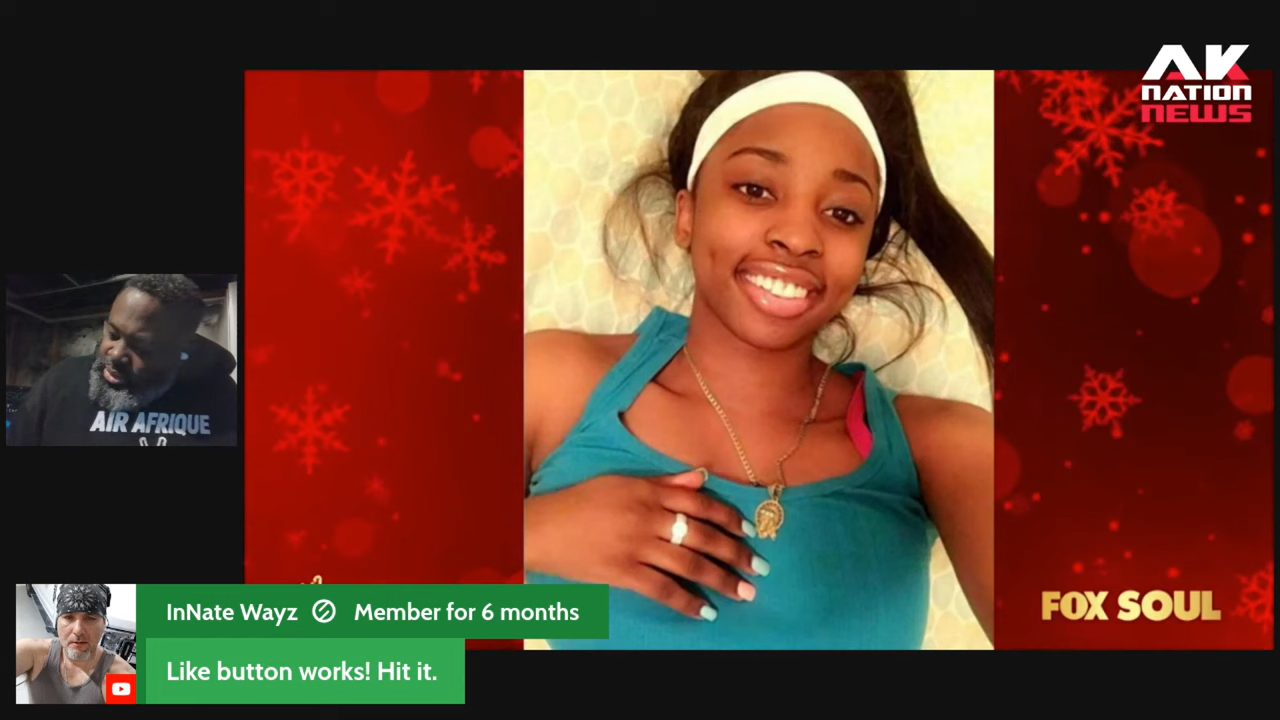 AK
NATION
NEWS
AIR AFRIQUE
FOX SOUL
InNate Wayz Member for 6 months
Like button works! Hit it.